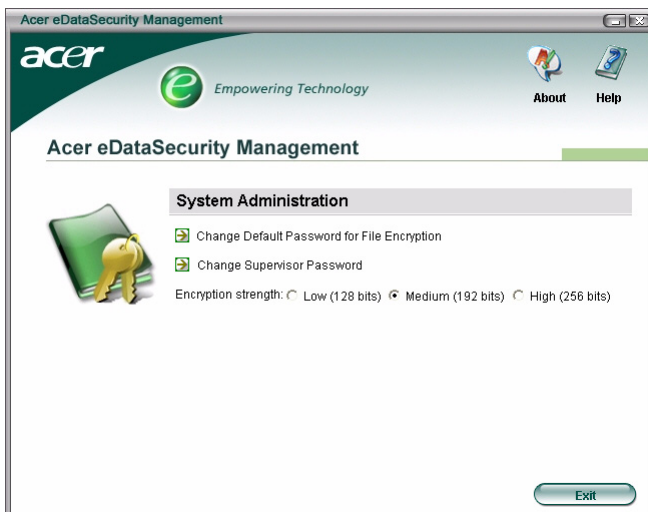 Acer eDataSecurity Management
acer
e Empowering Technology
About Help
Acer eDataSecurity Management
System Administration
Change Default Password for File Encryption
Change Supervisor Password
Encryption strength: Low (128 bits) Medium (192 bits) High (256 bits)
Exit